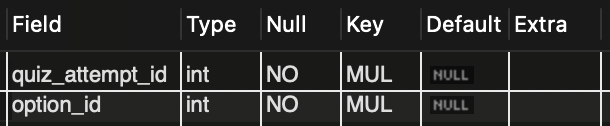 Field Type Null Key Default Extra
quiz_attempt_id int NO MUL NULL
option_id int NO MUL NULL